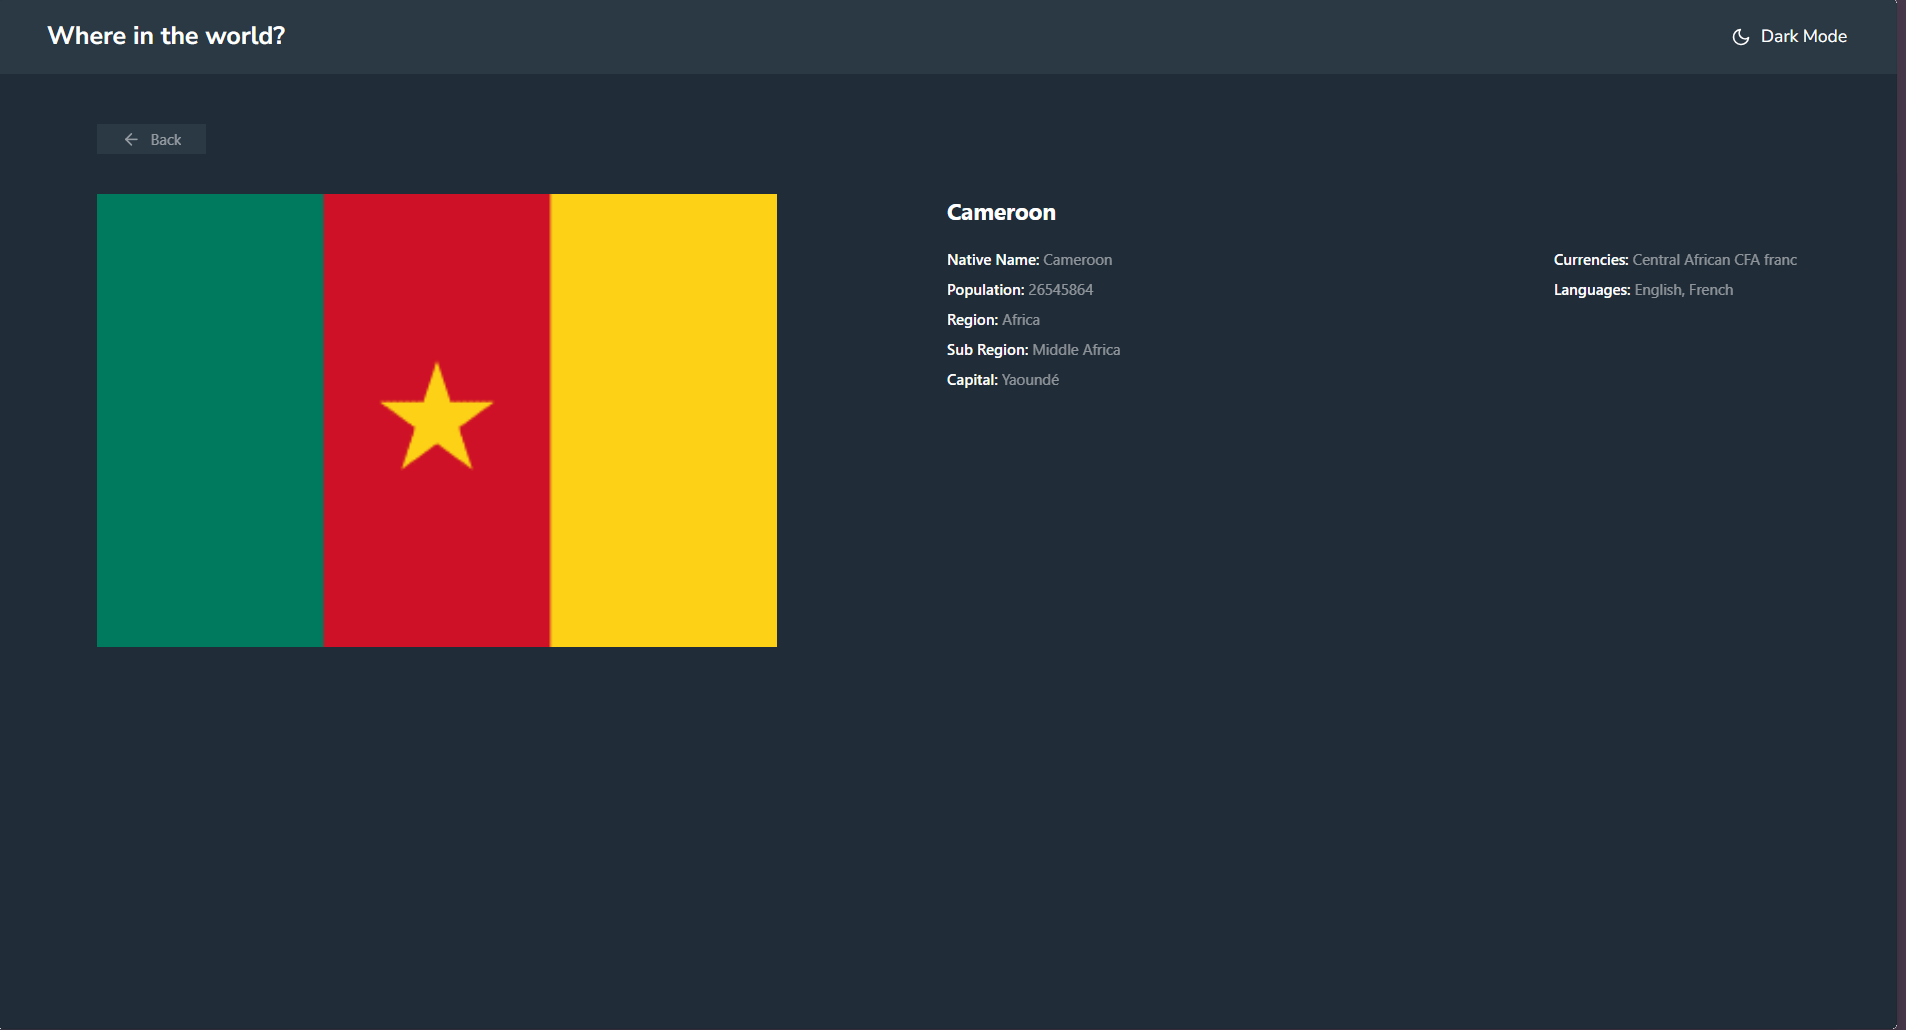 Where in the world?
Dark Mode
Back
Cameroon
Native Name: Cameroon
Population: 26545864
Region: Africa
Sub Region: Middle Africa
Capital: Yaoundé
Currencies: Central African CFA franc
Languages: English, French